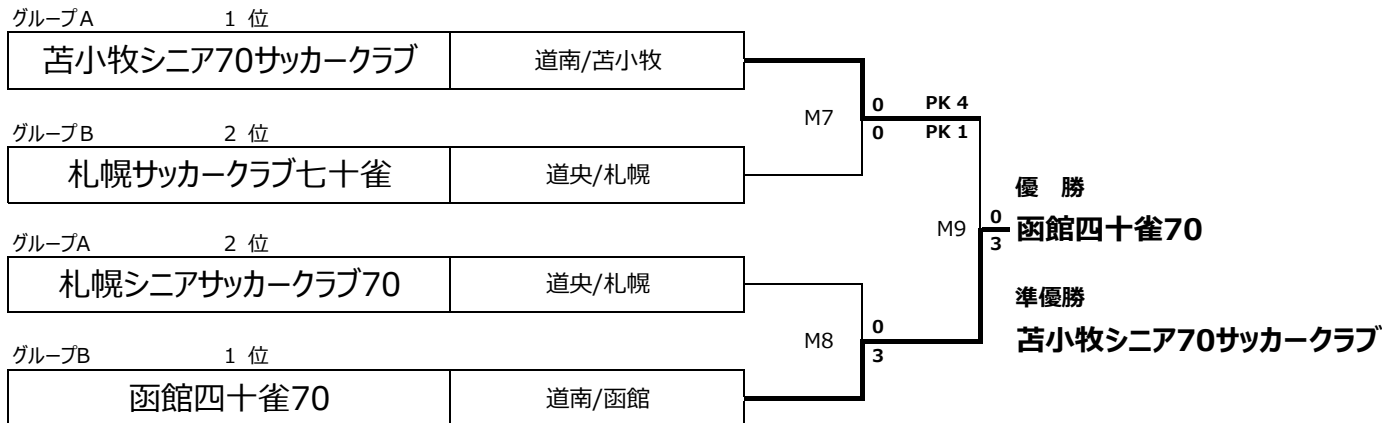 グループA 1 位
苫小牧シニア70サッカークラブ 道南/苫小牧
M7
0 PK 4
0 PK 1
グループB 2 位
札幌サッカークラブ七十雀 道央/札幌
優 勝
M9
0
3
函館四十雀70
グループA 2 位
札幌シニアサッカークラブ70 道央/札幌
準優勝
苫小牧シニア70サッカークラブ
M8
0
3
グループB 1 位
函館四十雀70 道南/函館